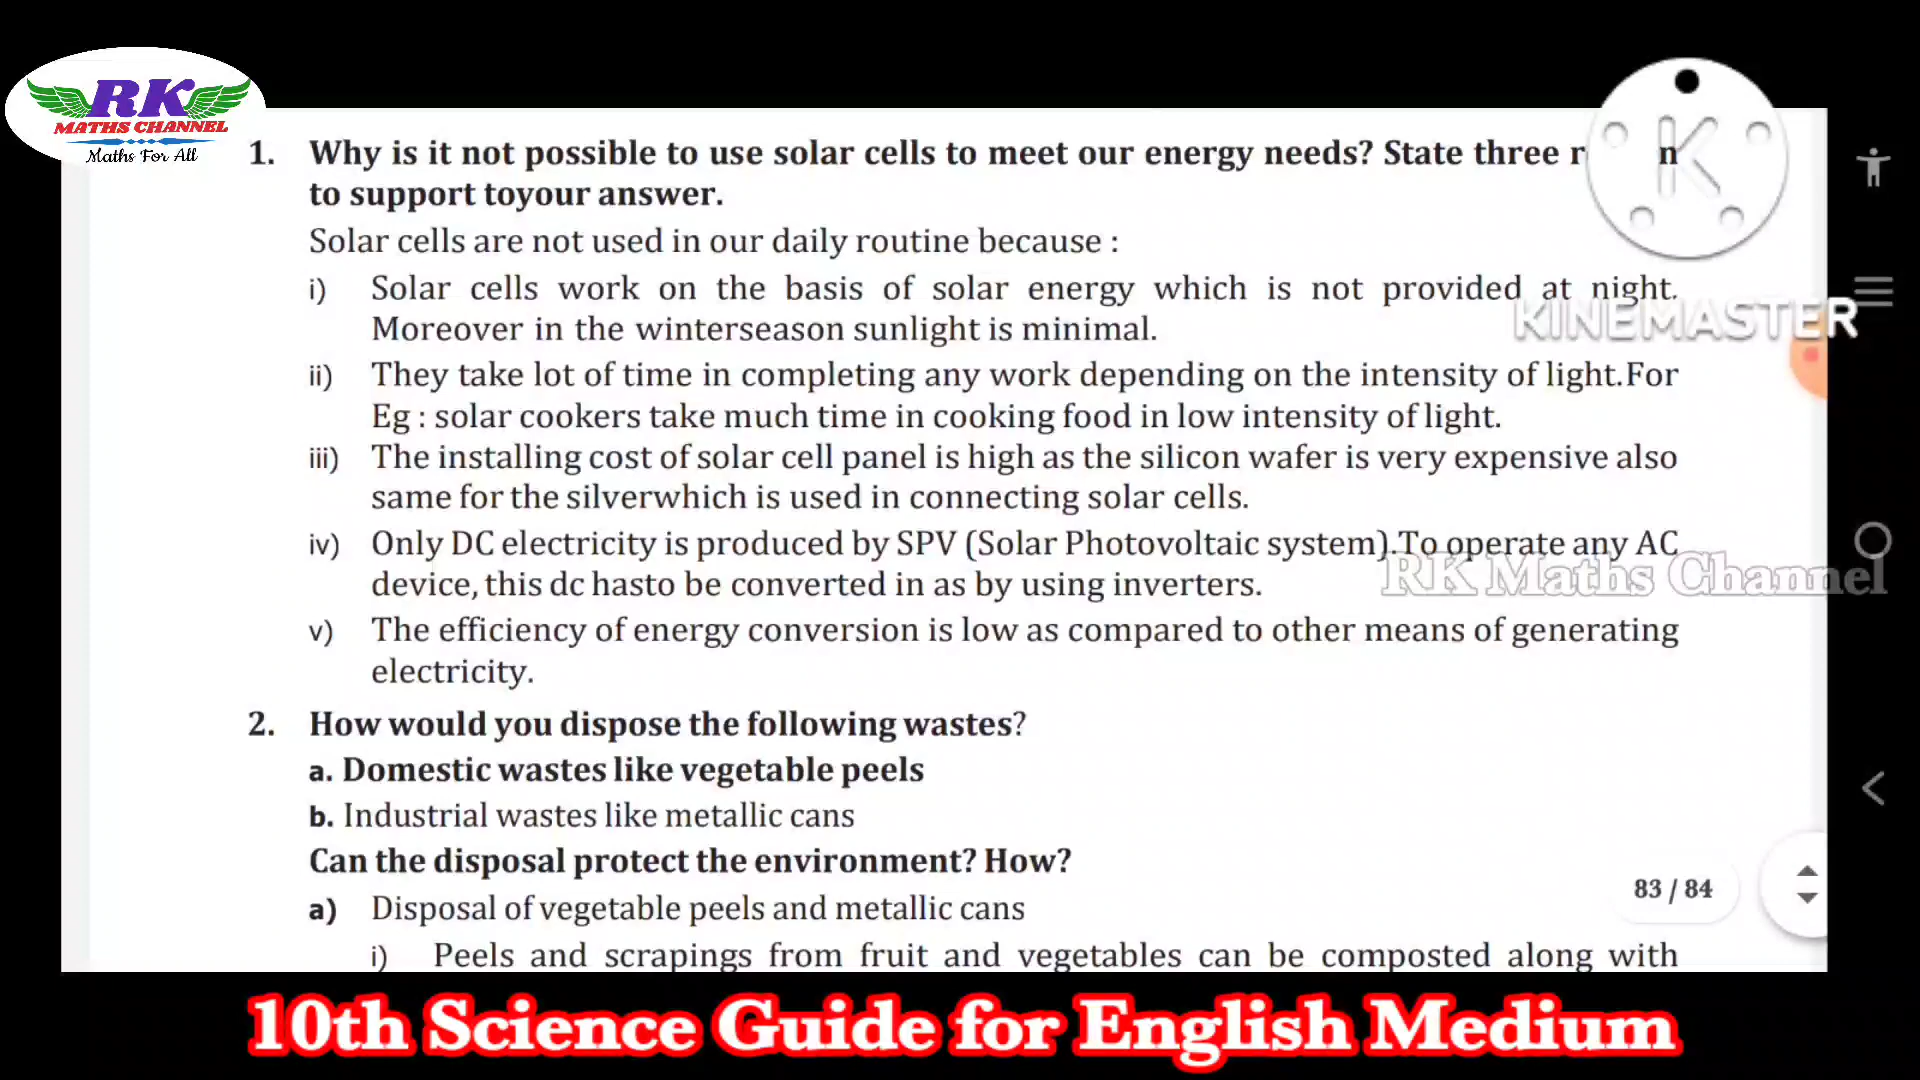 RK
MATHS CHANNEL
Maths For All
1. Why is it not possible to use solar cells to meet our energy needs? State three
to support toyour answer.
Solar cells are not used in our daily routine because :
i) Solar cells work on the basis of solar energy which is not provided at night.
Moreover in the winterseason sunlight is minimal.
KINEMASTER
ii) They take lot of time in completing any work depending on the intensity of light.For
Eg : solar cookers take much time in cooking food in low intensity of light.
iii) The installing cost of solar cell panel is high as the silicon wafer is very expensive also
same for the silverwhich is used in connecting solar cells.
iv) Only DC electricity is produced by SPV (Solar Photovoltaic system).To operate any AC
device, this dc hasto be converted in as by using inverters.
RK Maths Channel
v) The efficiency of energy conversion is low as compared to other means of generating
electricity.
2. How would you dispose the following wastes?
a. Domestic wastes like vegetable peels
b. Industrial wastes like metallic cans
Can the disposal protect the environment? How?
83 / 84
a) Disposal of vegetable peels and metallic cans
i) Peels and scrapings from fruit and vegetables can be composted along with
10th Science Guide for English Medium